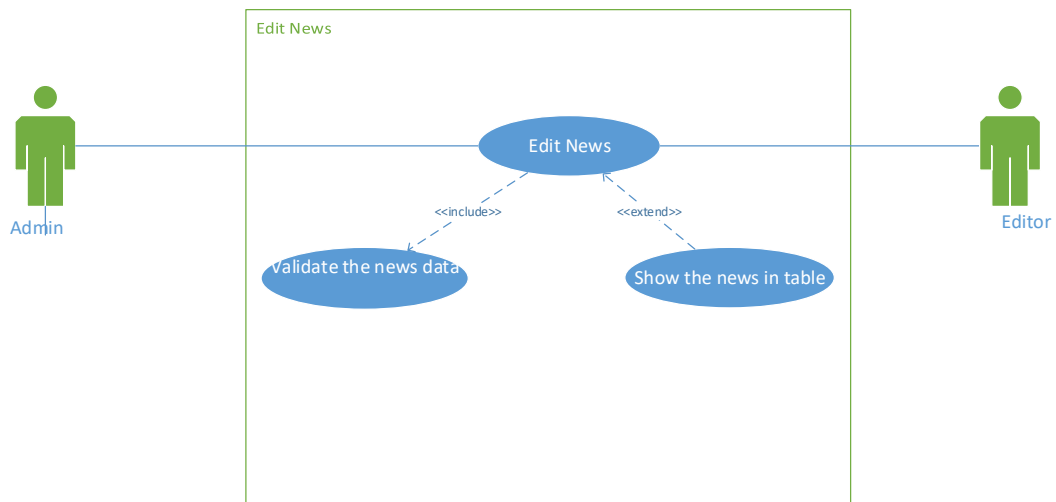 Edit News
Edit News
<<include>>
<<extend>>
Admin
Editor
Validate the news data
Show the news in table